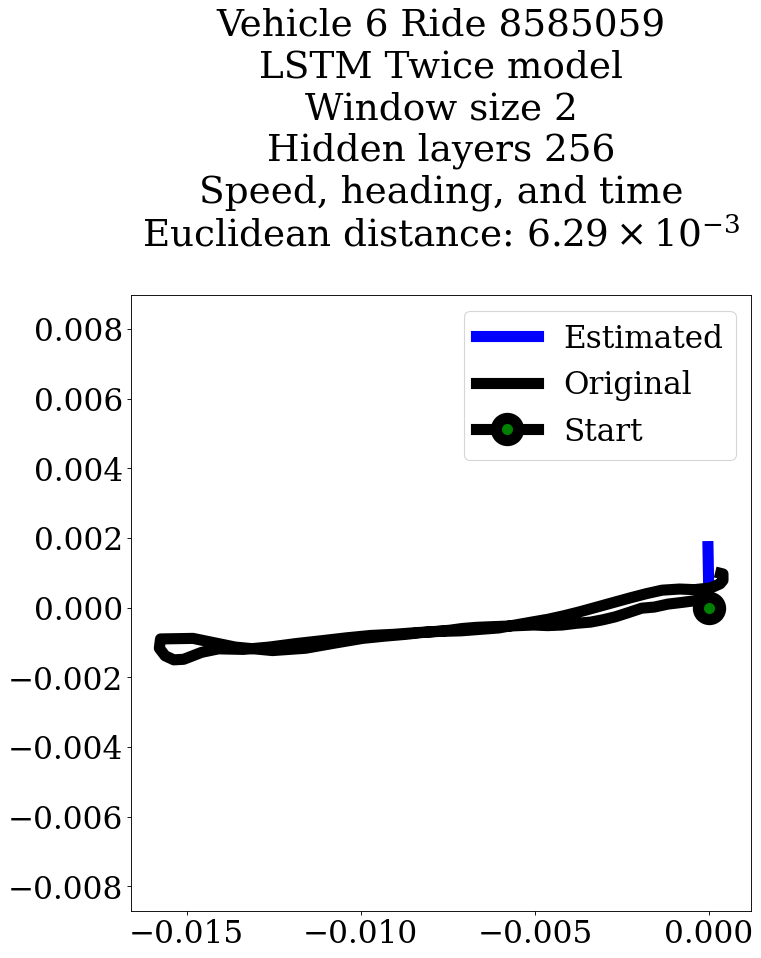 Vehicle 6 Ride 8585059
LSTM Twice model
Window size 2
Hidden layers 256
Speed, heading, and time
Euclidean distance: 6.29 × 10⁻³
Estimated
Original
Start
0.008
0.006
0.004
0.002
0.000
−0.002
−0.004
−0.006
−0.008
−0.015 −0.010 −0.005 0.000